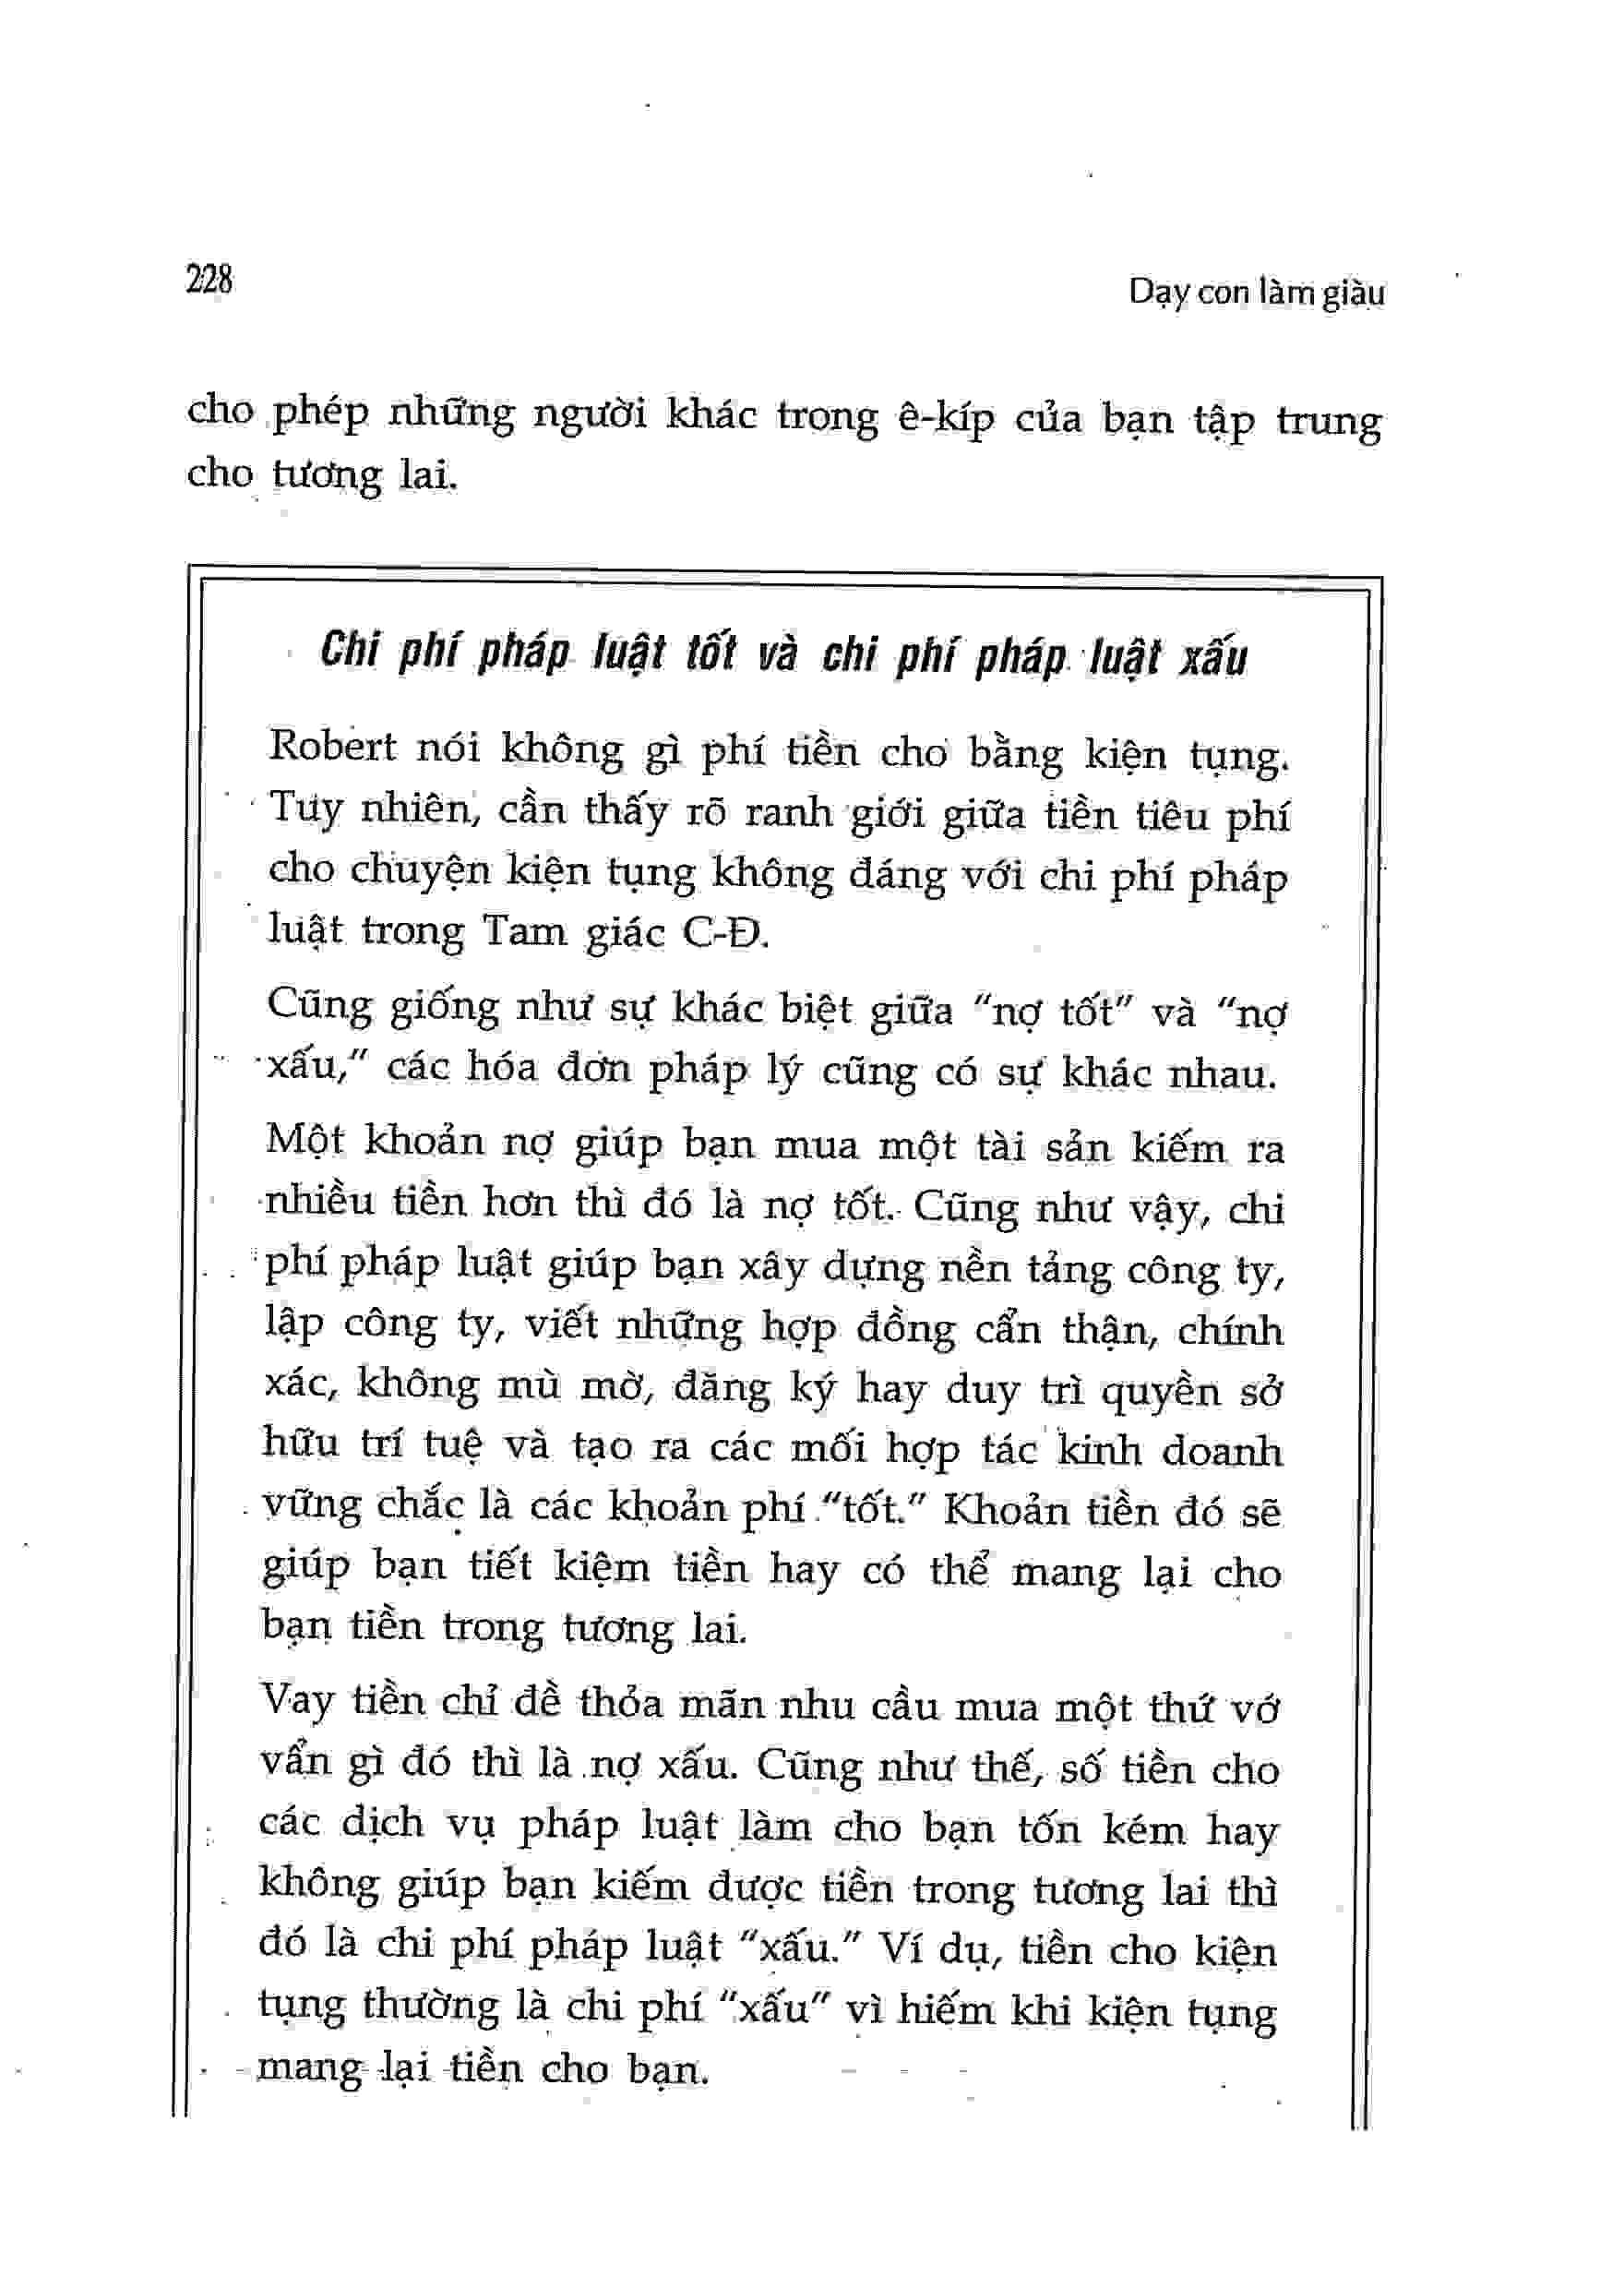 228
Dạy con làm giàu
cho phép những người khác trong ê-kíp của bạn tập trung
cho tương lai.
Chi phí pháp luật tốt và chi phí pháp luật xấu
Robert nói không gì phí tiền cho bằng kiện tụng.
Tuy nhiên, cần thấy rõ ranh giới giữa tiền tiêu phí
cho chuyện kiện tụng không đáng với chi phí pháp
luật trong Tam giác C-Đ.
Cũng giống như sự khác biệt giữa "nợ tốt" và "nợ
xấu," các hóa đơn pháp lý cũng có sự khác nhau.
Một khoản nợ giúp bạn mua một tài sản kiếm ra
nhiều tiền hơn thì đó là nợ tốt. Cũng như vậy, chi
phí pháp luật giúp bạn xây dựng nền tảng công ty,
lập công ty, viết những hợp đồng cẩn thận, chính
xác, không mù mờ, đăng ký hay duy trì quyền sở
hữu trí tuệ và tạo ra các mối hợp tác kinh doanh
vững chắc là các khoản phí "tốt." Khoản tiền đó sẽ
giúp bạn tiết kiệm tiền hay có thể mang lại cho
bạn tiền trong tương lai.
Vay tiền chỉ đề thỏa mãn nhu cầu mua một thứ vớ
vẩn gì đó thì là nợ xấu. Cũng như thế, số tiền cho
các dịch vụ pháp luật làm cho bạn tốn kém hay
không giúp bạn kiếm được tiền trong tương lai thì
đó là chi phí pháp luật "xấu." Ví dụ, tiền cho kiện
tụng thường là chi phí "xấu" vì hiếm khi kiện tụng
mang lại tiền cho bạn.